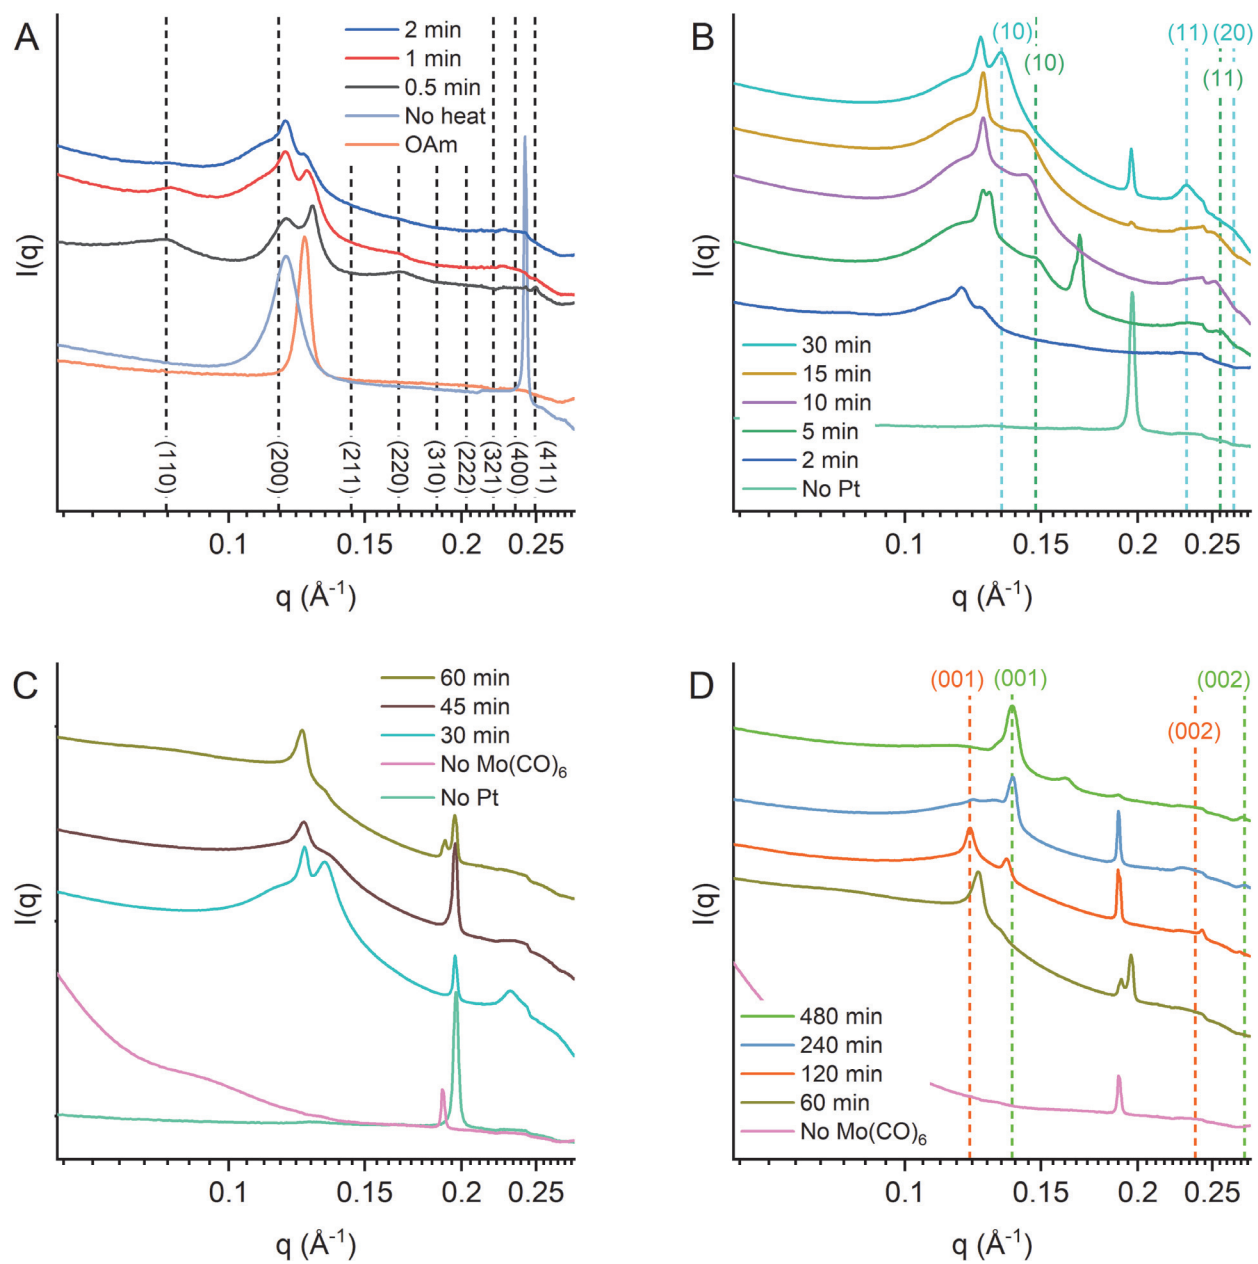 A
2 min
1 min
0.5 min
No heat
OAm
I(q)
(110)
(200)
(211)
(220)
(310)
(222)
(321)
(400)
(411)
0.1
0.15
0.2
0.25
q (Å⁻¹)
B
(10)
(10)
(11)
(20)
(11)
I(q)
30 min
15 min
10 min
5 min
2 min
No Pt
0.1
0.15
0.2
0.25
q (Å⁻¹)
C
60 min
45 min
30 min
No Mo(CO)₆
No Pt
I(q)
0.1
0.15
0.2
0.25
q (Å⁻¹)
D
(001)
(001)
(002)
(002)
I(q)
480 min
240 min
120 min
60 min
No Mo(CO)₆
0.1
0.15
0.2
0.25
q (Å⁻¹)